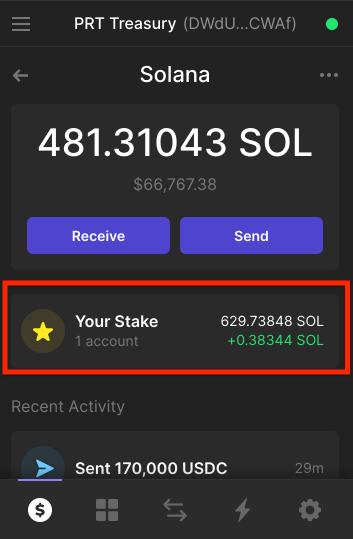 PRT Treasury (DWdU...CWAf)
Solana
481.31043 SOL
$66,767.38
Receive Send
Your Stake 629.73848 SOL
1 account +0.38344 SOL
Recent Activity
Sent 170,000 USDC 29m